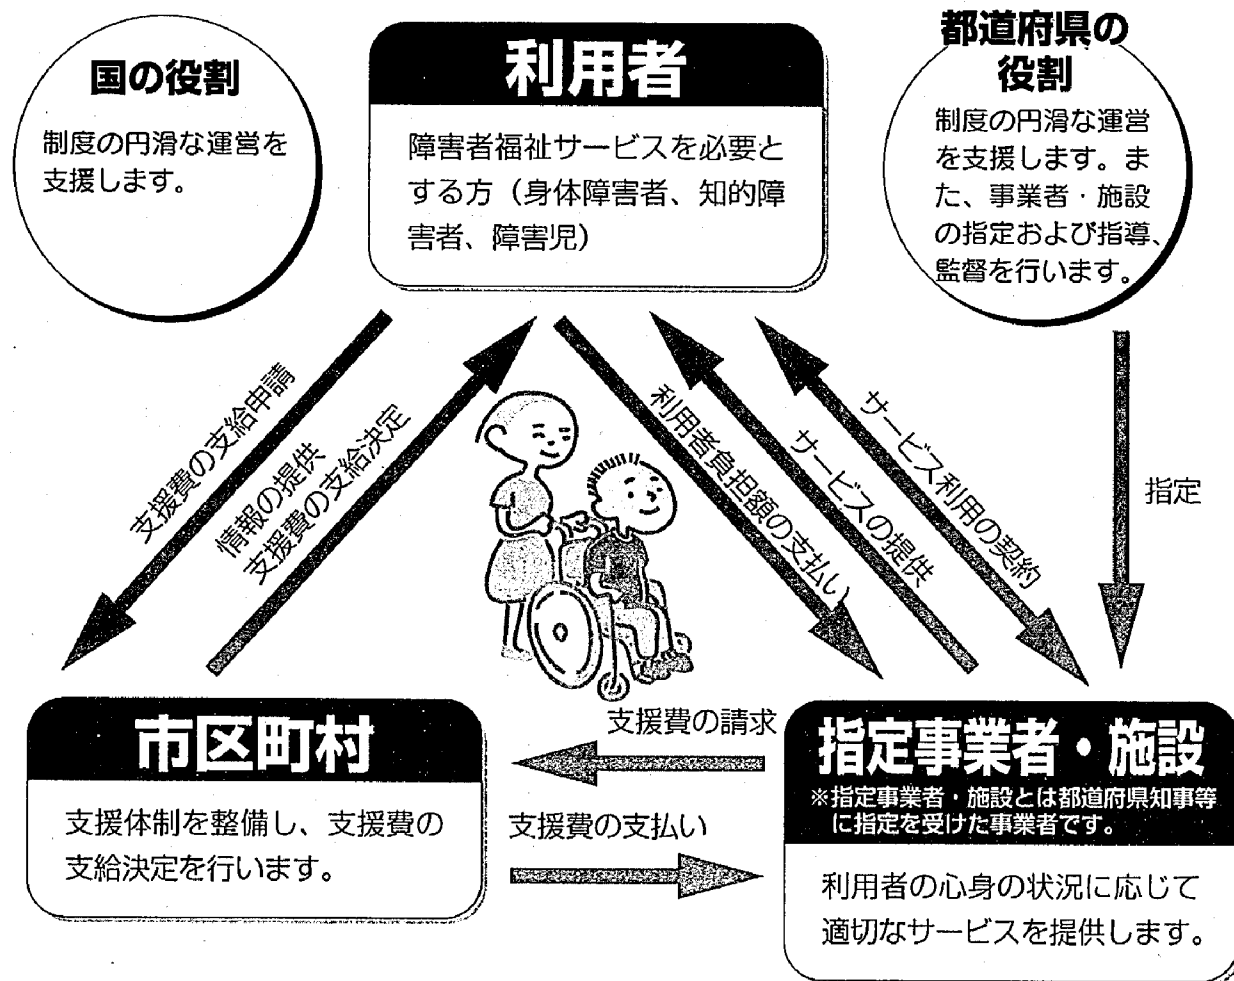 国の役割
制度の円滑な運営を
支援します。
利用者
障害者福祉サービスを必要と
する方（身体障害者、知的障
害者、障害児）
都道府県の
役割
制度の円滑な運営
を支援します。ま
た、事業者・施設
の指定および指導、
監督を行います。
支援費の支給申請
情報の提供
支援費の支給決定
利用者負担額の支払い
サービスの提供
サービス利用の契約
指定
市区町村
支援体制を整備し、支援費の
支給決定を行います。
支援費の請求
支援費の支払い
指定事業者・施設
※指定事業者・施設とは都道府県知事等
に指定を受けた事業者です。
利用者の心身の状況に応じて
適切なサービスを提供します。